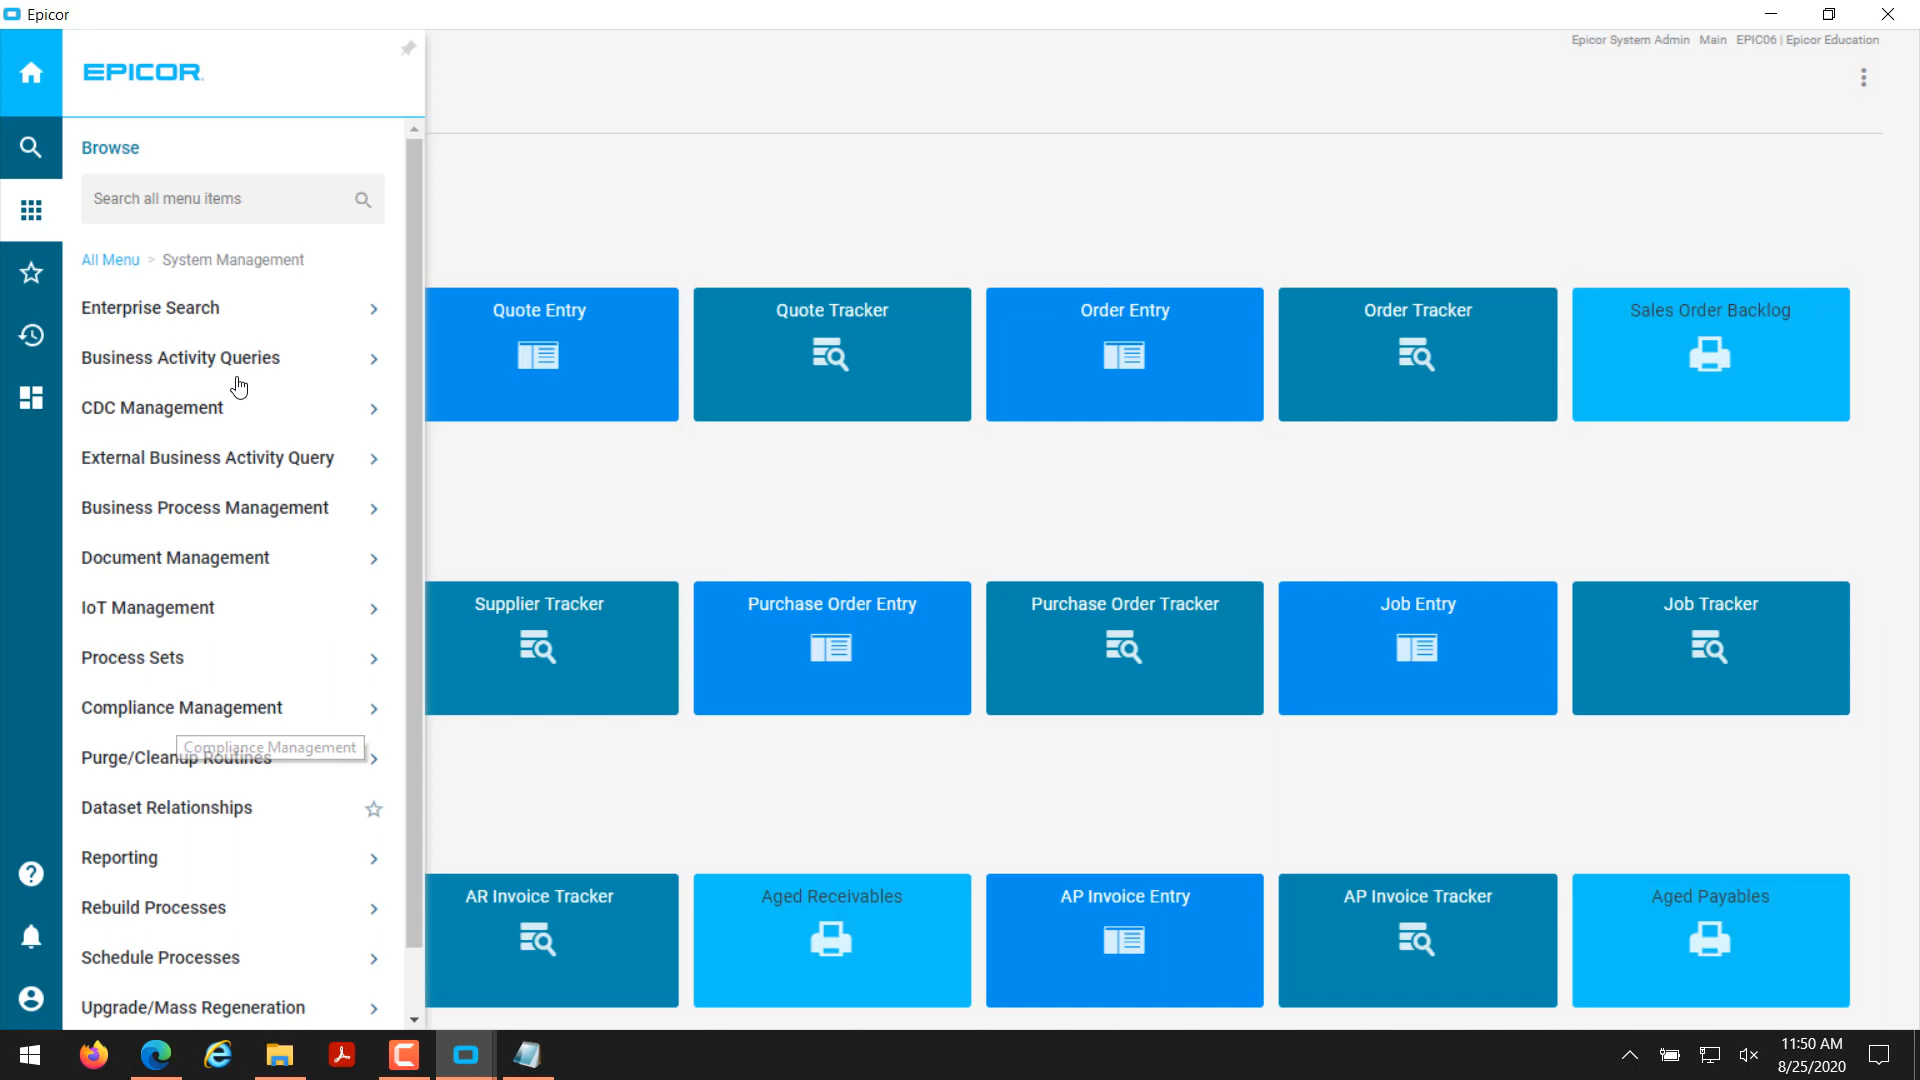 Epicor
Epicor System Admin Main EPIC06 | Epicor Education
EPICOR
Browse
Search all menu items
All Menu > System Management
Enterprise Search
Business Activity Queries
CDC Management
External Business Activity Query
Business Process Management
Document Management
IoT Management
Process Sets
Compliance Management
Compliance Management
Purge/Cleanup Routines
Dataset Relationships
Reporting
Rebuild Processes
Schedule Processes
Upgrade/Mass Regeneration
Quote Entry
Quote Tracker
Order Entry
Order Tracker
Sales Order Backlog
Supplier Tracker
Purchase Order Entry
Purchase Order Tracker
Job Entry
Job Tracker
AR Invoice Tracker
Aged Receivables
AP Invoice Entry
AP Invoice Tracker
Aged Payables
11:50 AM
8/25/2020